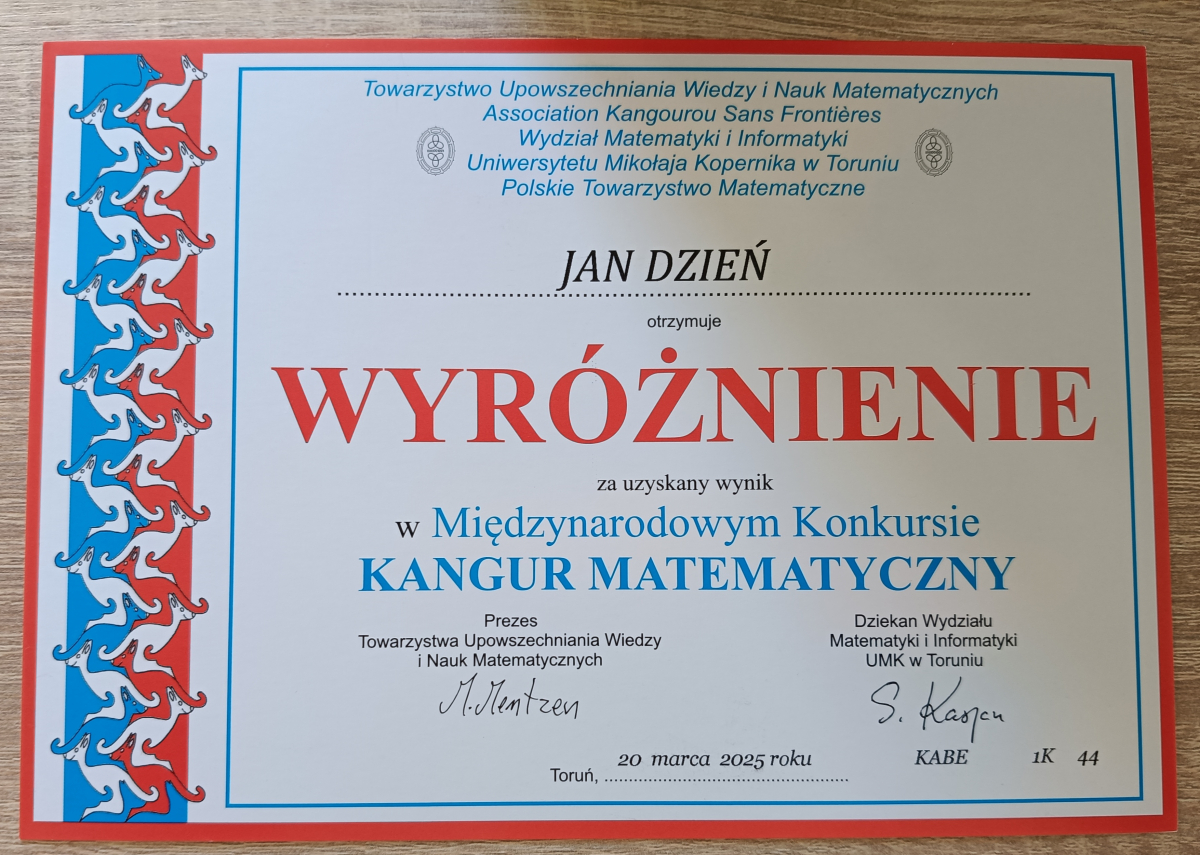 Towarzystwo Upowszechniania Wiedzy i Nauk Matematycznych
Association Kangourou Sans Frontières
Wydział Matematyki i Informatyki
Uniwersytetu Mikołaja Kopernika w Toruniu
Polskie Towarzystwo Matematyczne
JAN DZIEŃ
otrzymuje
WYRÓŻNIENIE
za uzyskany wynik
w Międzynarodowym Konkursie
KANGUR MATEMATYCZNY
Prezes
Towarzystwa Upowszechniania Wiedzy
i Nauk Matematycznych
M. Mentzen
Dziekan Wydziału
Matematyki i Informatyki
UMK w Toruniu
S. Kasjan
Toruń, 20 marca 2025 roku
KABE 1K 44